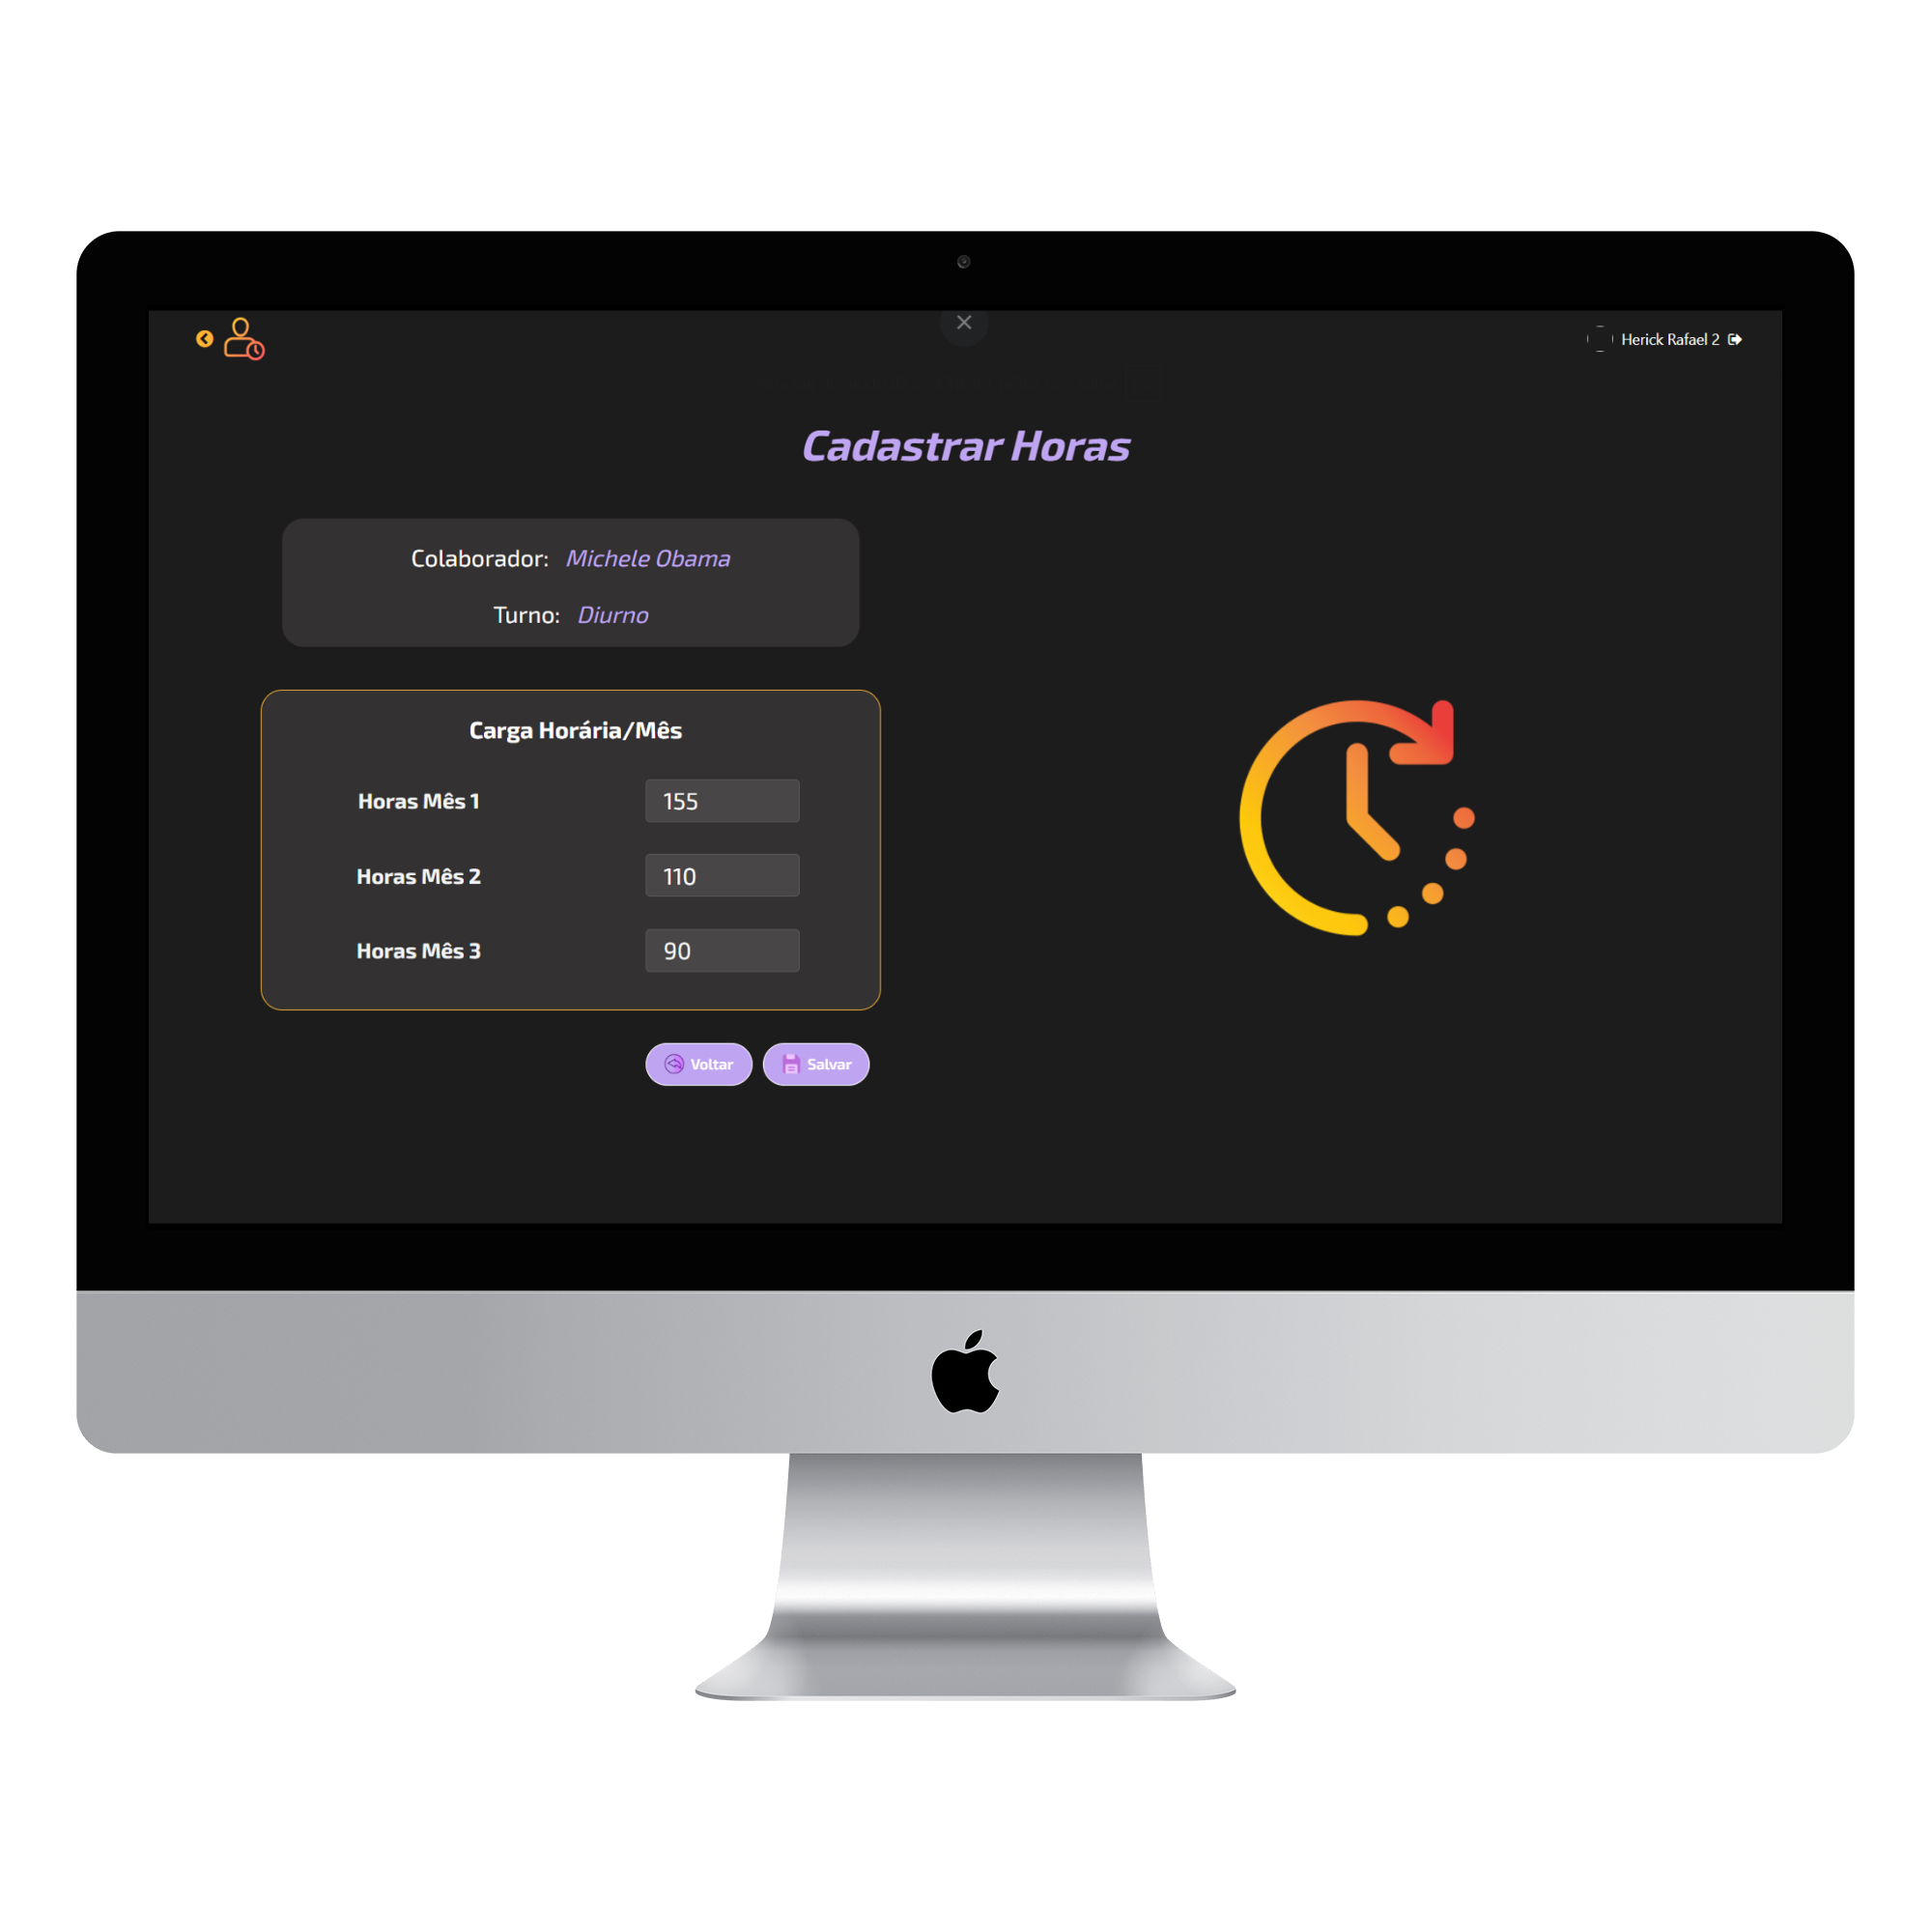 Herick Rafael 2
Cadastrar Horas
Colaborador: Michele Obama
Turno: Diurno
Carga Horária/Mês
Horas Mês 1 155
Horas Mês 2 110
Horas Mês 3 90
Voltar Salvar